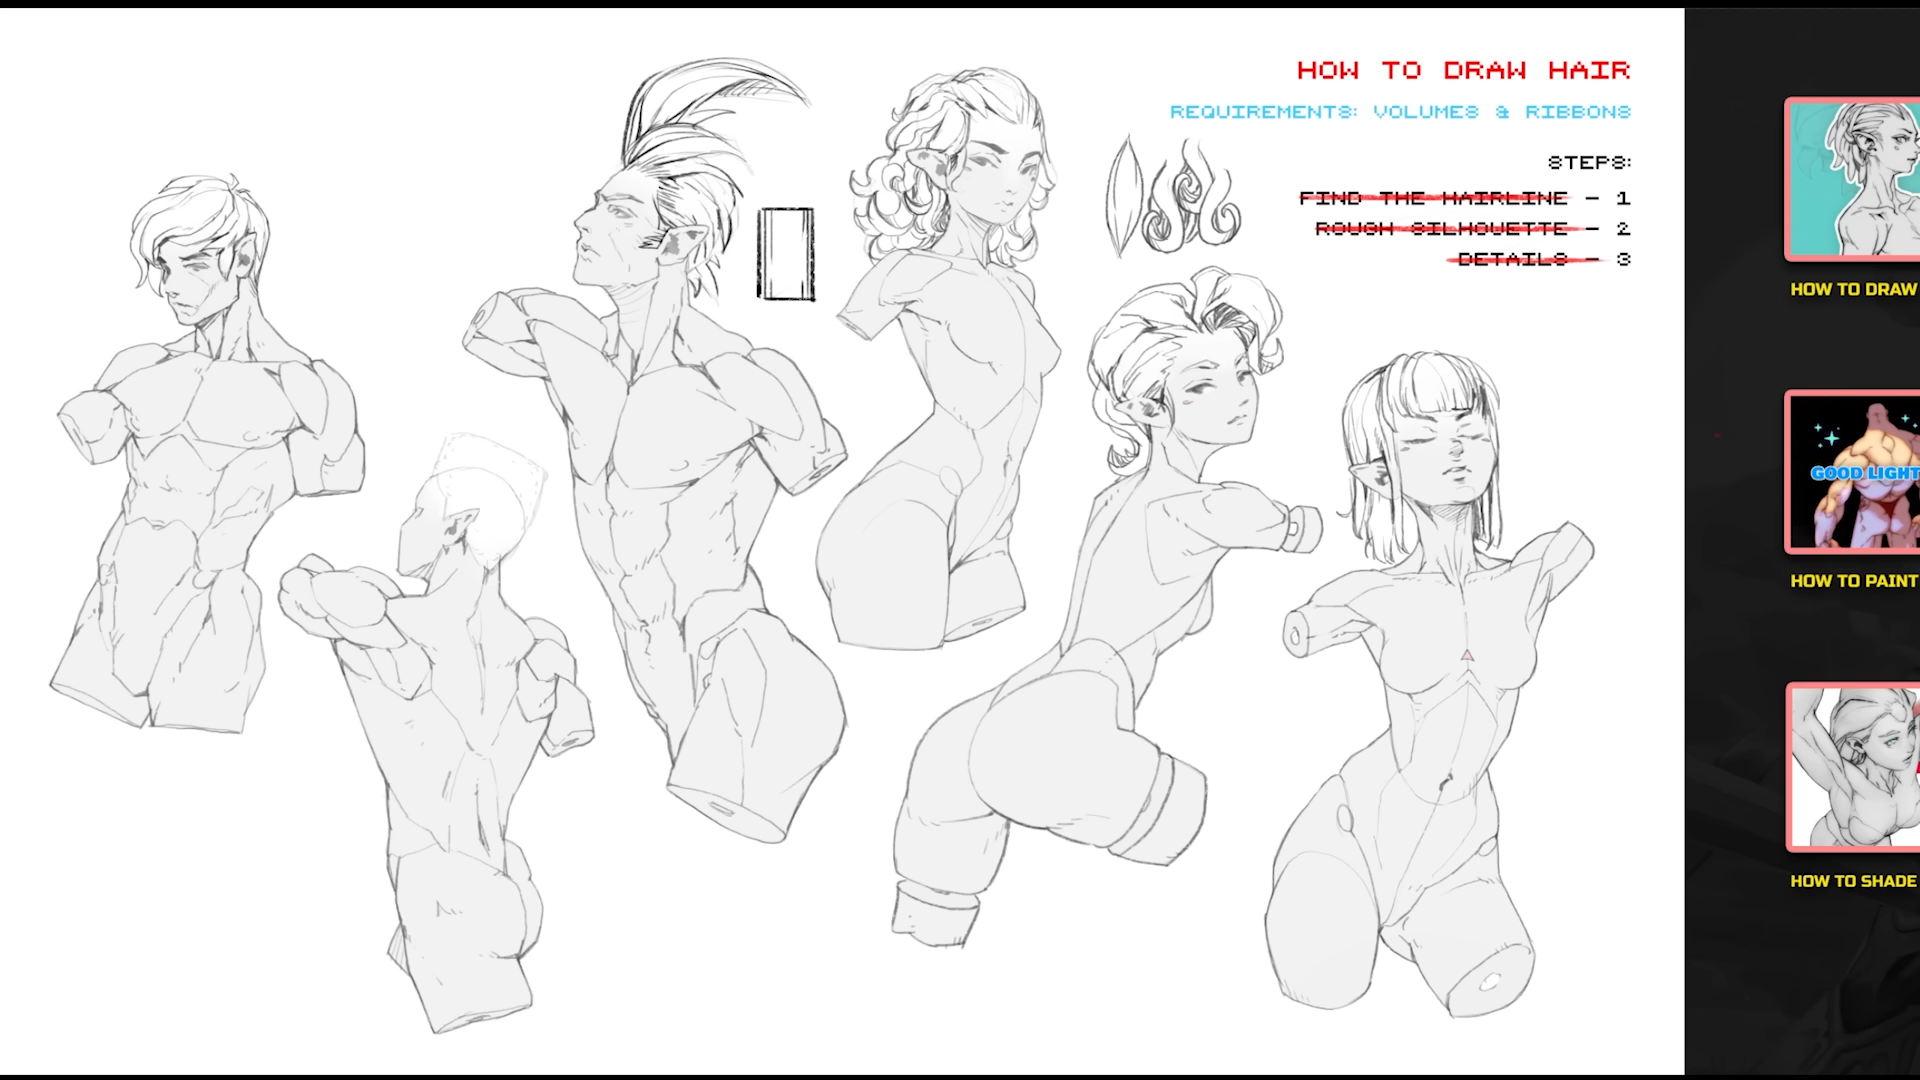 HOW TO DRAW HAIR
REQUIREMENTS: VOLUMES & RIBBONS
STEPS:
FIND THE HAIRLINE - 1
ROUGH SILHOUETTE - 2
DETAILS - 3
HOW TO DRAW
GOOD LIGHT
HOW TO PAINT
HOW TO SHADE